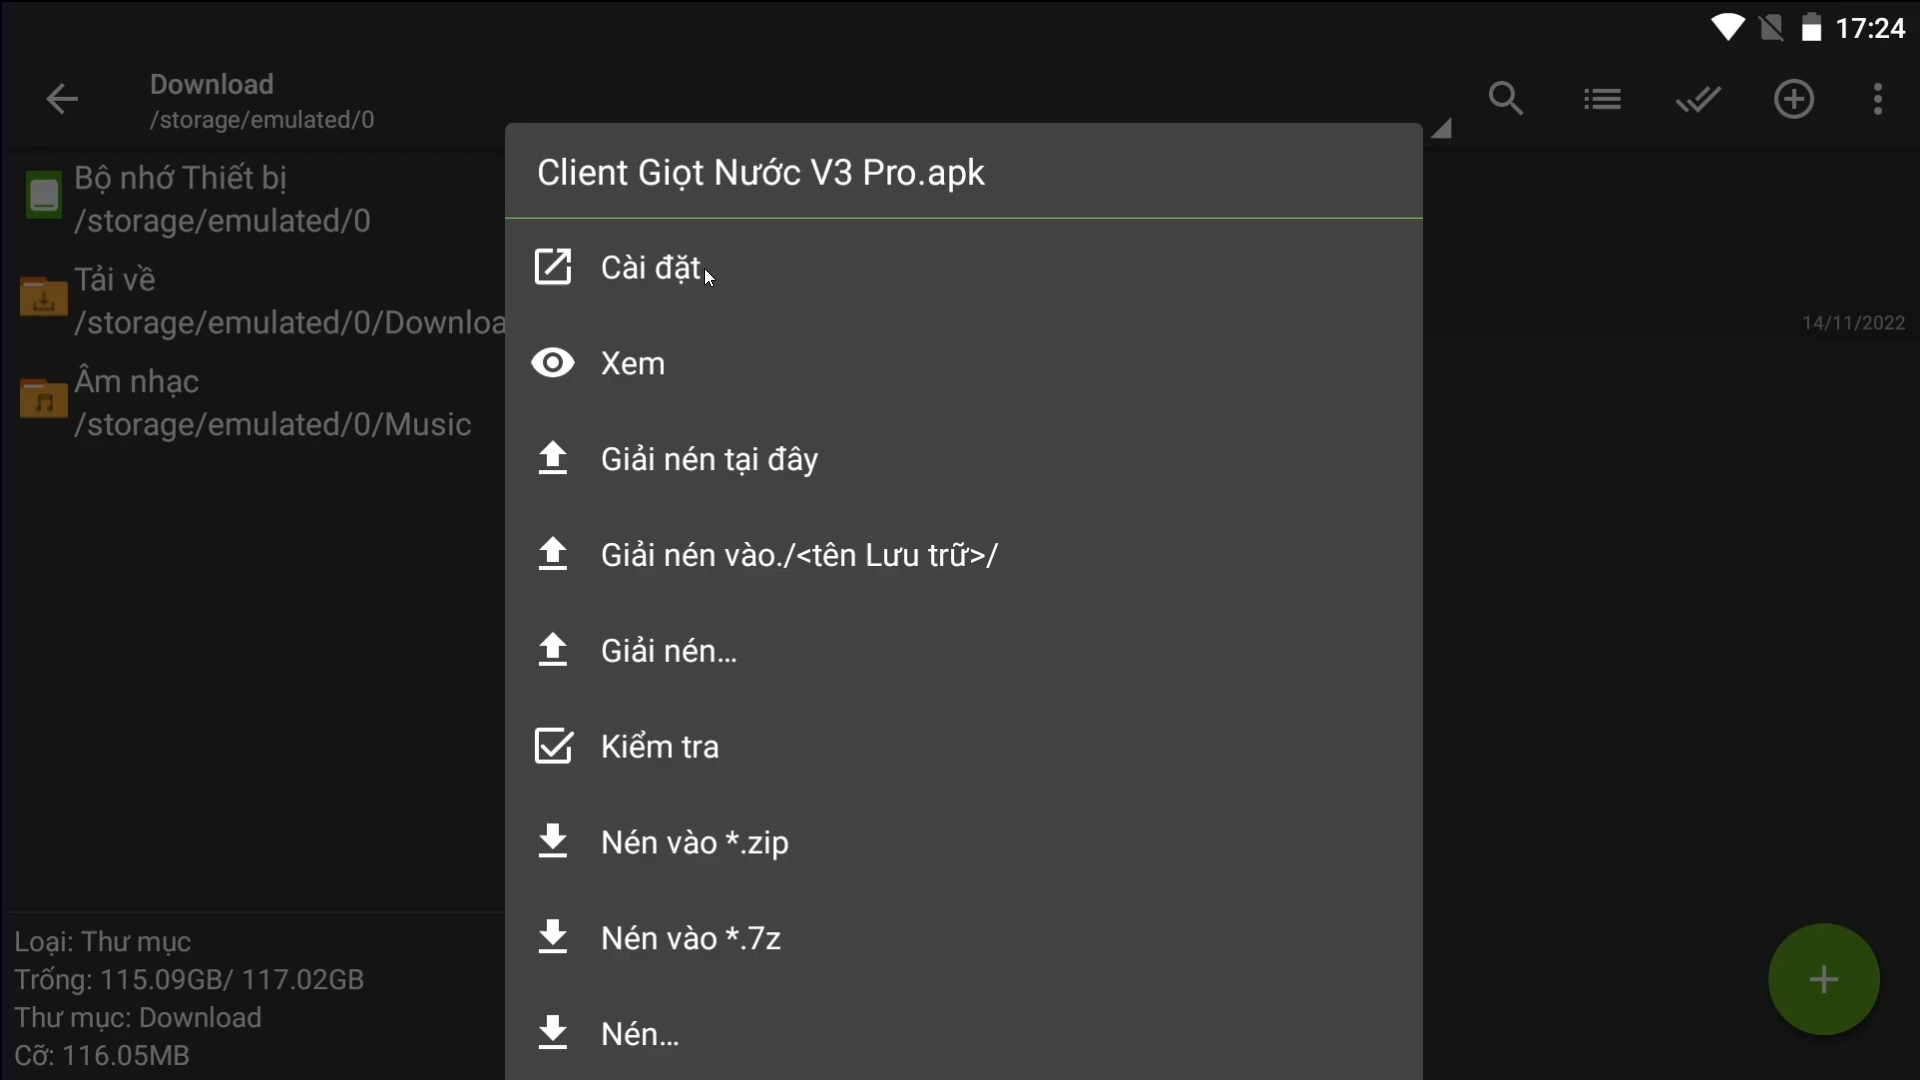 17:24
Download
/storage/emulated/0
Bộ nhớ Thiết bị
/storage/emulated/0
Tải về
/storage/emulated/0/Downloa
Âm nhạc
/storage/emulated/0/Music
Client Giọt Nước V3 Pro.apk
Cài đặt
Xem
Giải nén tại đây
Giải nén vào./<tên Lưu trữ>/
Giải nén...
Kiểm tra
Nén vào *.zip
Nén vào *.7z
Nén...
14/11/2022
Loại: Thư mục
Trống: 115.09GB/ 117.02GB
Thư mục: Download
Cỡ: 116.05MB